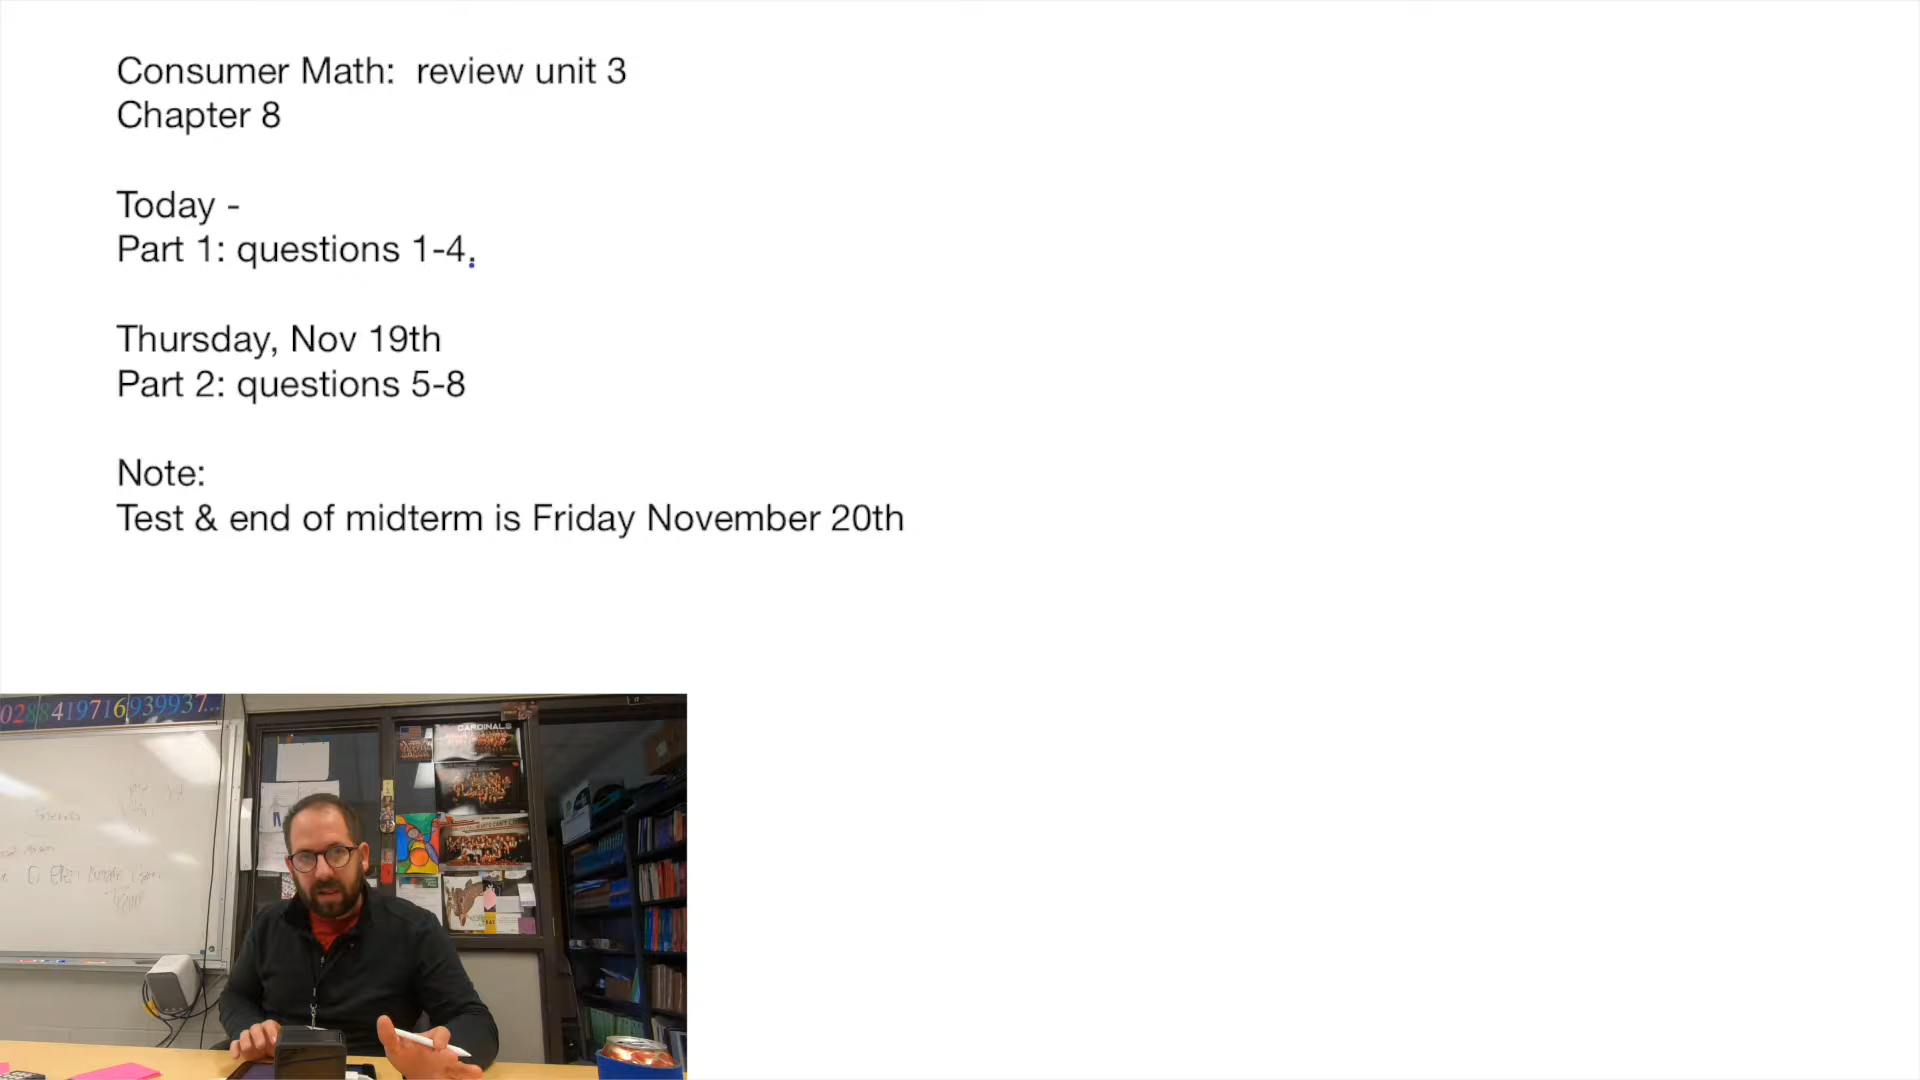 Consumer Math:  review unit 3
Chapter 8
Today -
Part 1: questions 1-4.
Thursday, Nov 19th
Part 2: questions 5-8
Note:
Test & end of midterm is Friday November 20th
0288419716939937...
CARDINALS